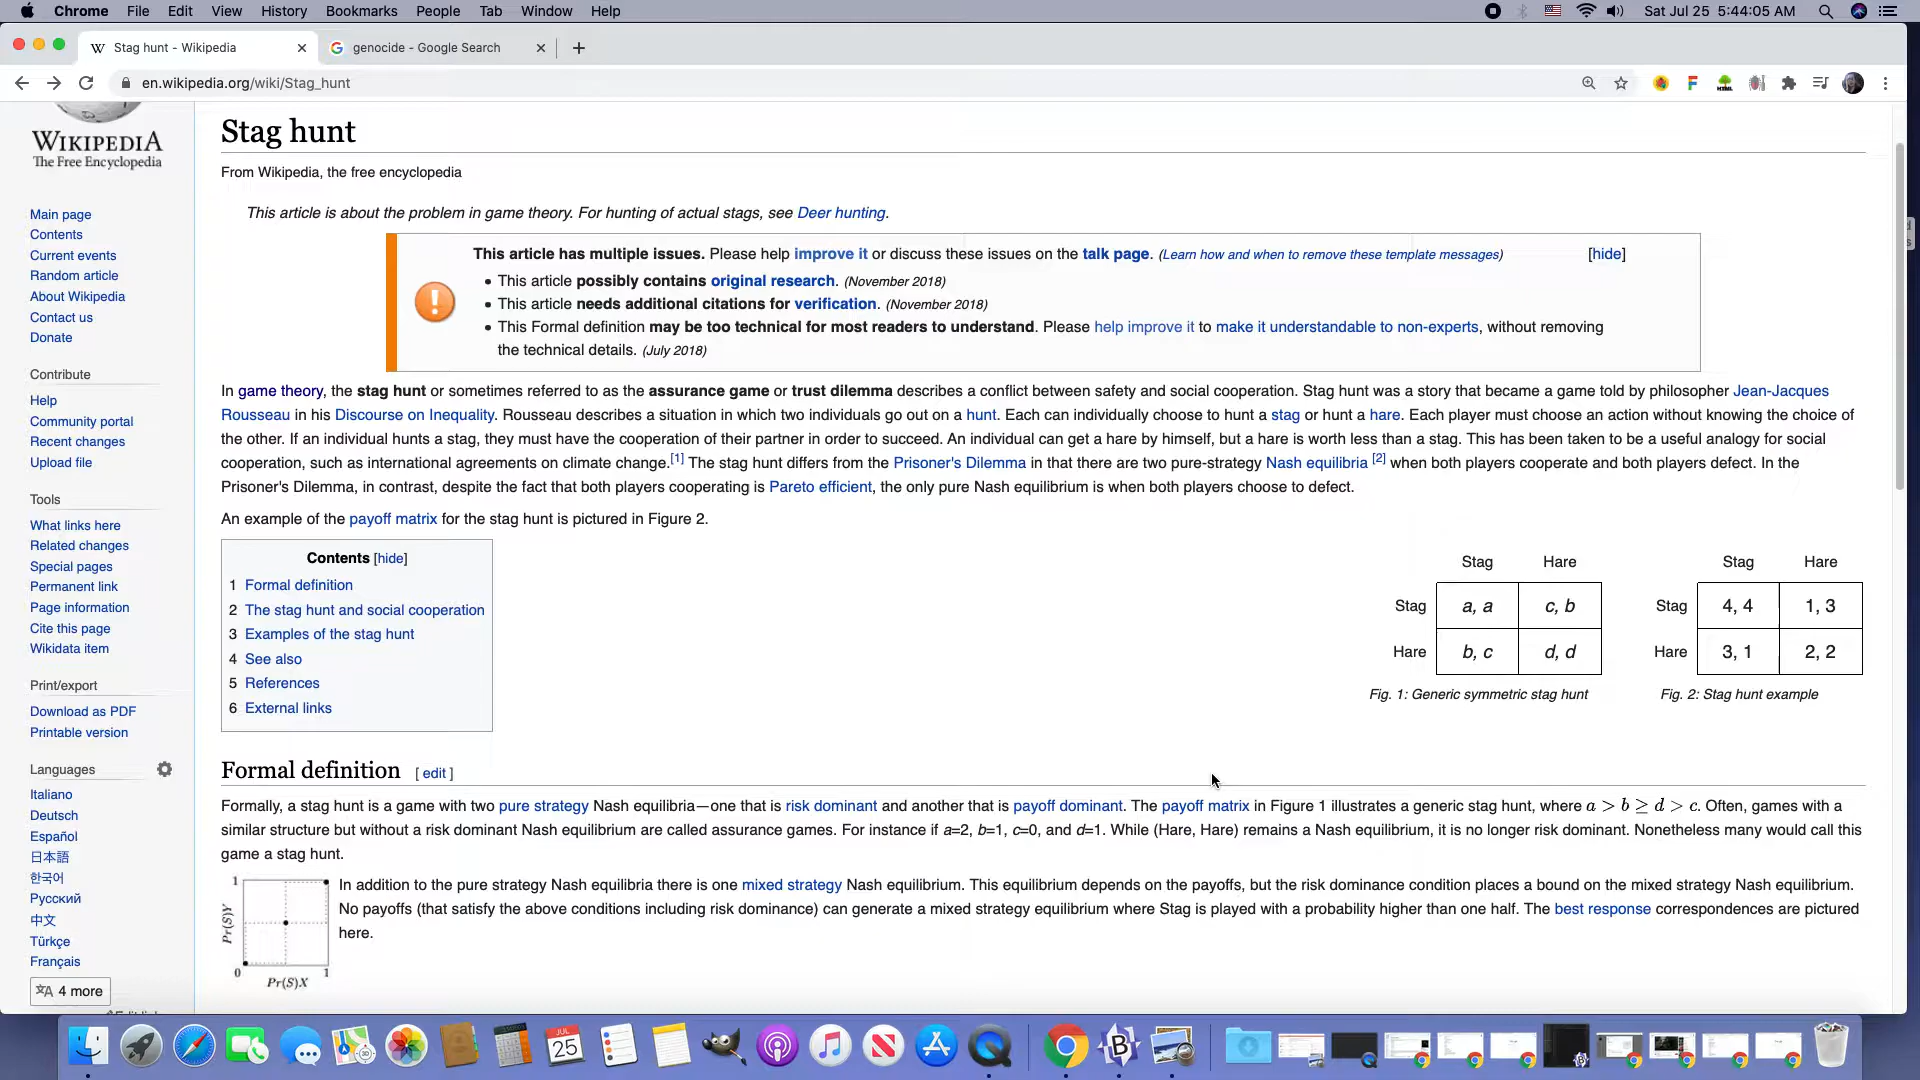 Chrome File Edit View History Bookmarks People Tab Window Help
Sat Jul 25 5:44:05 AM
Stag hunt - Wikipedia
genocide - Google Search
en.wikipedia.org/wiki/Stag_hunt
WIKIPEDIA
The Free Encyclopedia
Main page
Contents
Current events
Random article
About Wikipedia
Contact us
Donate
Contribute
Help
Community portal
Recent changes
Upload file
Tools
What links here
Related changes
Special pages
Permanent link
Page information
Cite this page
Wikidata item
Print/export
Download as PDF
Printable version
Languages
Italiano
Deutsch
Español
日本語
한국어
Русский
中文
Türkçe
Français
4 more
Stag hunt
From Wikipedia, the free encyclopedia
This article is about the problem in game theory. For hunting of actual stags, see Deer hunting.
This article has multiple issues. Please help improve it or discuss these issues on the talk page. (Learn how and when to remove these template messages) [hide]
• This article possibly contains original research. (November 2018)
• This article needs additional citations for verification. (November 2018)
• This Formal definition may be too technical for most readers to understand. Please help improve it to make it understandable to non-experts, without removing
the technical details. (July 2018)
In game theory, the stag hunt or sometimes referred to as the assurance game or trust dilemma describes a conflict between safety and social cooperation. Stag hunt was a story that became a game told by philosopher Jean-Jacques
Rousseau in his Discourse on Inequality. Rousseau describes a situation in which two individuals go out on a hunt. Each can individually choose to hunt a stag or hunt a hare. Each player must choose an action without knowing the choice of
the other. If an individual hunts a stag, they must have the cooperation of their partner in order to succeed. An individual can get a hare by himself, but a hare is worth less than a stag. This has been taken to be a useful analogy for social
cooperation, such as international agreements on climate change.[1] The stag hunt differs from the Prisoner's Dilemma in that there are two pure-strategy Nash equilibria [2] when both players cooperate and both players defect. In the
Prisoner's Dilemma, in contrast, despite the fact that both players cooperating is Pareto efficient, the only pure Nash equilibrium is when both players choose to defect.
An example of the payoff matrix for the stag hunt is pictured in Figure 2.
Contents [hide]
1 Formal definition
2 The stag hunt and social cooperation
3 Examples of the stag hunt
4 See also
5 References
6 External links
Stag Hare
Stag a, a c, b
Hare b, c d, d
Fig. 1: Generic symmetric stag hunt
Stag Hare
Stag 4, 4 1, 3
Hare 3, 1 2, 2
Fig. 2: Stag hunt example
Formal definition [ edit ]
Formally, a stag hunt is a game with two pure strategy Nash equilibria—one that is risk dominant and another that is payoff dominant. The payoff matrix in Figure 1 illustrates a generic stag hunt, where a > b ≥ d > c. Often, games with a
similar structure but without a risk dominant Nash equilibrium are called assurance games. For instance if a=2, b=1, c=0, and d=1. While (Hare, Hare) remains a Nash equilibrium, it is no longer risk dominant. Nonetheless many would call this
game a stag hunt.
In addition to the pure strategy Nash equilibria there is one mixed strategy Nash equilibrium. This equilibrium depends on the payoffs, but the risk dominance condition places a bound on the mixed strategy Nash equilibrium.
No payoffs (that satisfy the above conditions including risk dominance) can generate a mixed strategy equilibrium where Stag is played with a probability higher than one half. The best response correspondences are pictured
here.
1
Pr(S)Y
0 1
Pr(S)X
JUL
25